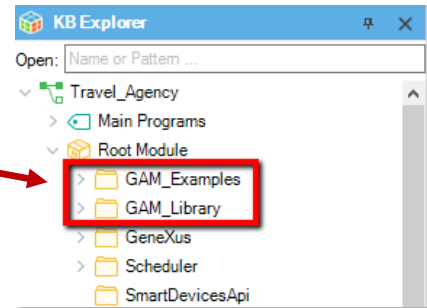 KB Explorer
Open: Name or Pattern ...
Travel_Agency
Main Programs
Root Module
GAM_Examples
GAM_Library
GeneXus
Scheduler
SmartDevicesApi